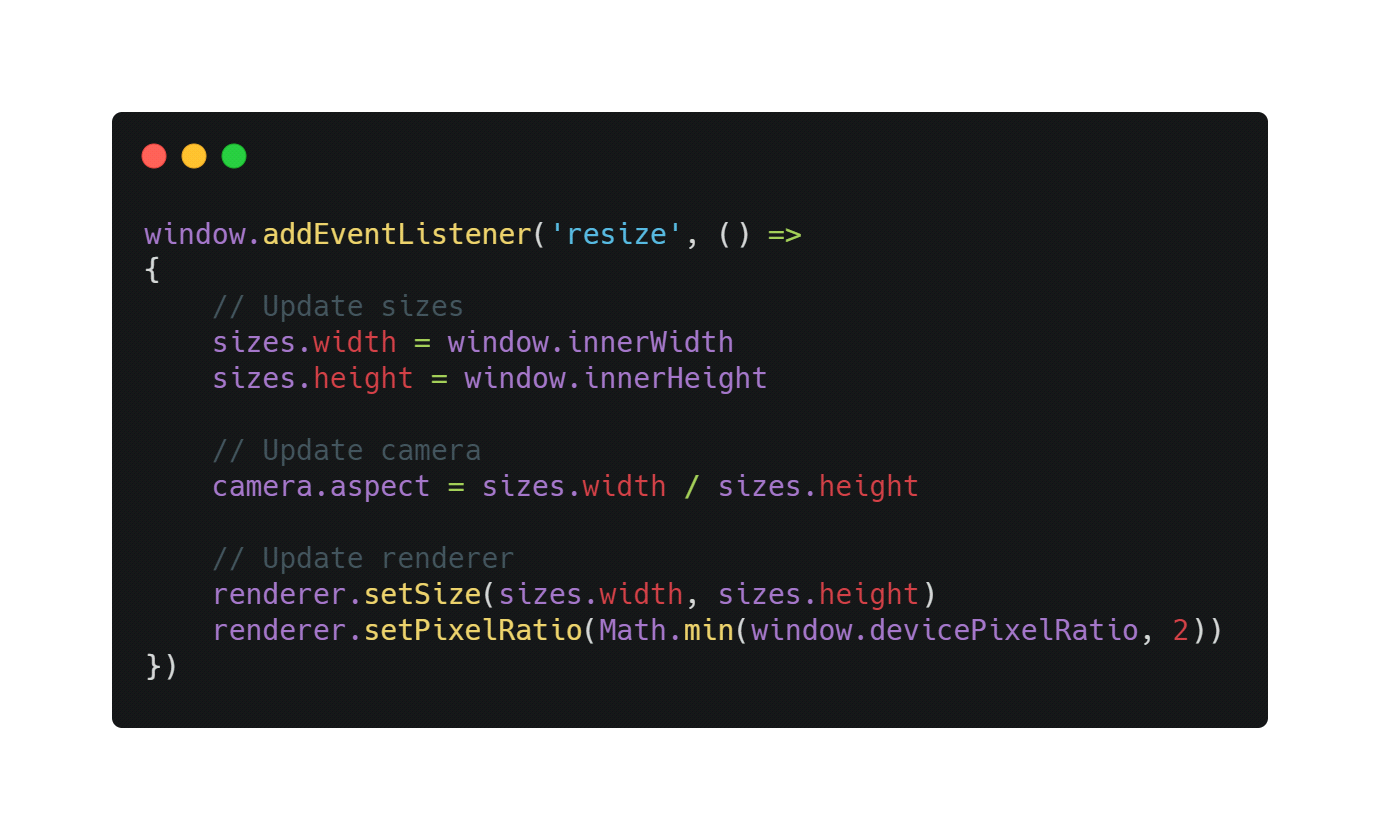 window.addEventListener('resize', () =>
{
    // Update sizes
    sizes.width = window.innerWidth
    sizes.height = window.innerHeight

    // Update camera
    camera.aspect = sizes.width / sizes.height

    // Update renderer
    renderer.setSize(sizes.width, sizes.height)
    renderer.setPixelRatio(Math.min(window.devicePixelRatio, 2))
})